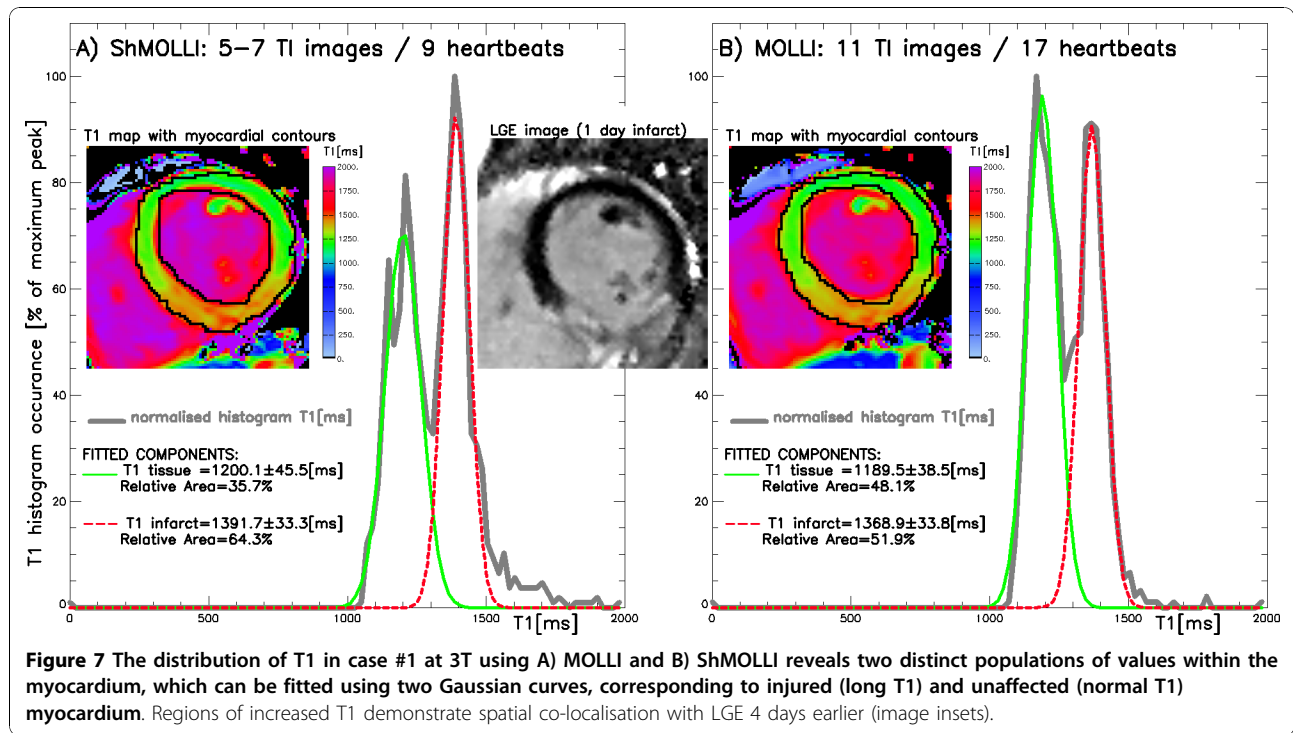 A) ShMOLLI: 5-7 TI images / 9 heartbeats
B) MOLLI: 11 TI images / 17 heartbeats
T1 histogram occurance [% of maximum peak]
100
80
60
40
20
0
T1 map with myocardial contours
T1[ms]
2000.
1750.
1500.
1250.
1000.
750.
500.
250.
0.
LGE image (1 day infarct)
normalised histogram T1[ms]
FITTED COMPONENTS:
T1 tissue =1200.1±45.5[ms]
Relative Area=35.7%
T1 infarct=1391.7±33.3[ms]
Relative Area=64.3%
0 500 1000 1500 2000
T1[ms]
100
80
60
40
20
0
T1 map with myocardial contours
T1[ms]
2000.
1750.
1500.
1250.
1000.
750.
500.
250.
0.
normalised histogram T1[ms]
FITTED COMPONENTS:
T1 tissue =1189.5±38.5[ms]
Relative Area=48.1%
T1 infarct=1368.9±33.8[ms]
Relative Area=51.9%
0 500 1000 1500 2000
T1[ms]
Figure 7 The distribution of T1 in case #1 at 3T using A) MOLLI and B) ShMOLLI reveals two distinct populations of values within the
myocardium, which can be fitted using two Gaussian curves, corresponding to injured (long T1) and unaffected (normal T1)
myocardium. Regions of increased T1 demonstrate spatial co-localisation with LGE 4 days earlier (image insets).